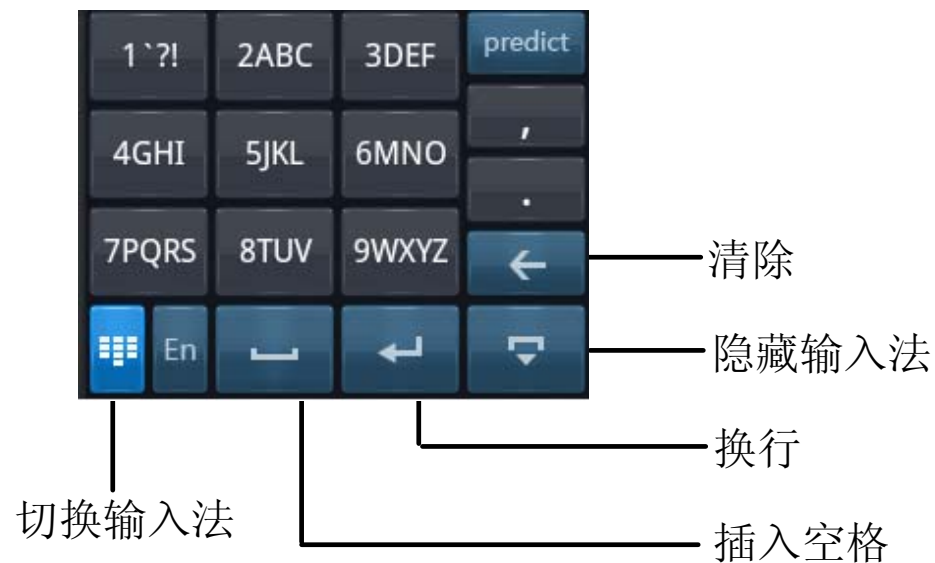 1`?! 2ABC 3DEF predict
,
4GHI 5JKL 6MNO
.
7PQRS 8TUV 9WXYZ
清除
En
隐藏输入法
换行
切换输入法
插入空格